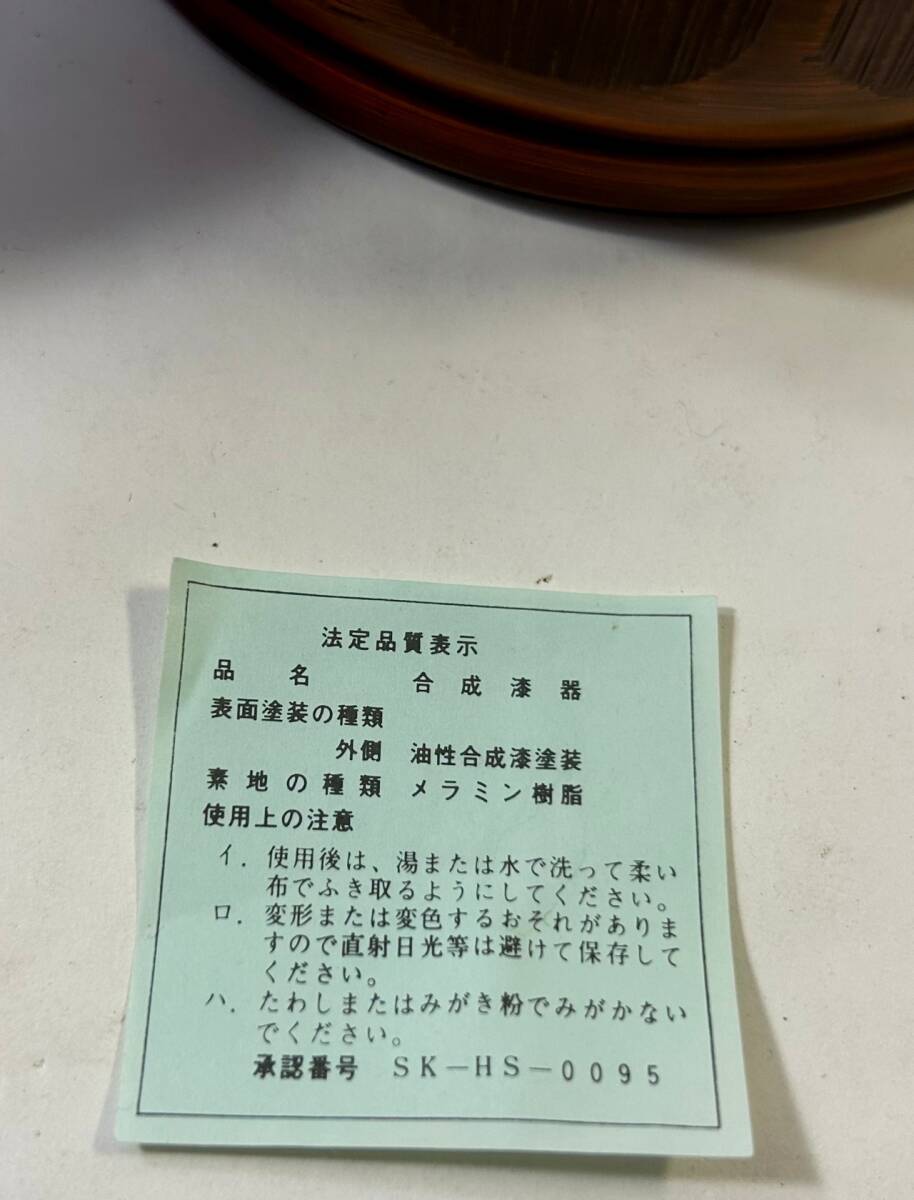 法定品質表示
品名 合成漆器
表面塗装の種類
外側 油性合成漆塗装
素地の種類 メラミン樹脂
使用上の注意
イ．使用後は、湯または水で洗って柔い
布でふき取るようにしてください。
ロ．変形または変色するおそれがありま
すので直射日光等は避けて保存して
ください。
ハ．たわしまたはみがき粉でみがかない
でください。
承認番号 SK－HS－0095